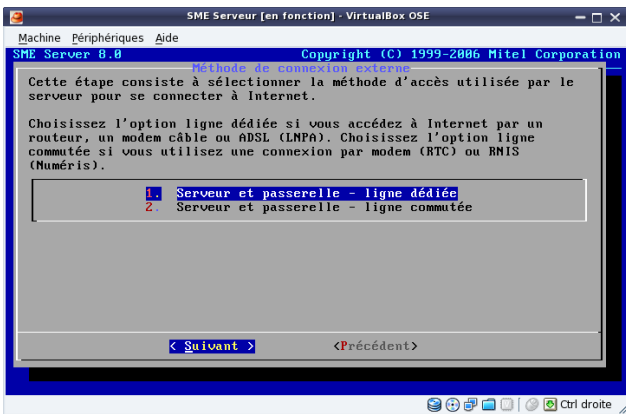 SME Serveur [en fonction] - VirtualBox OSE
Machine Périphériques Aide
SME Server 8.0 Copyright (C) 1999-2006 Mitel Corporation
Méthode de connexion externe
Cette étape consiste à sélectionner la méthode d'accès utilisée par le
serveur pour se connecter à Internet.
Choisissez l'option ligne dédiée si vous accédez à Internet par un
routeur, un modem câble ou ADSL (LNPA). Choisissez l'option ligne
commutée si vous utilisez une connexion par modem (RTC) ou RNIS
(Numéris).
1. Serveur et passerelle - ligne dédiée
2. Serveur et passerelle - ligne commutée
< Suivant > <Précédent>
Ctrl droite